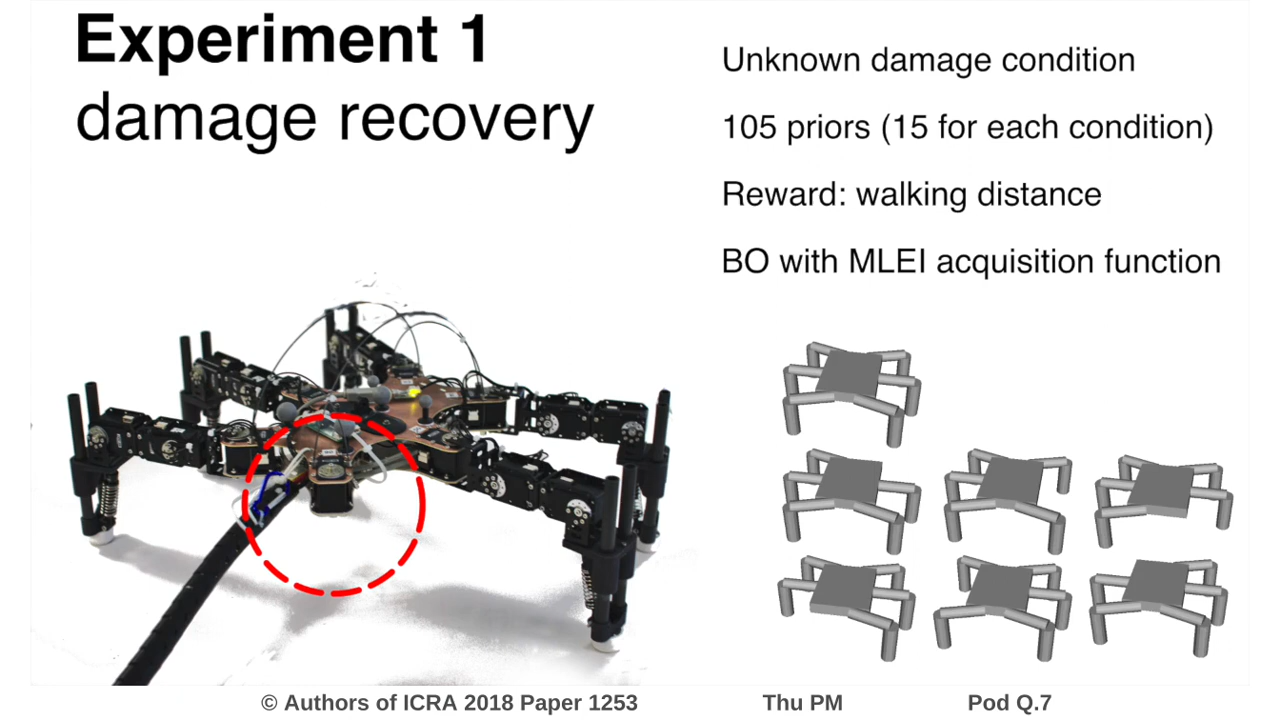 Experiment 1
damage recovery
Unknown damage condition
105 priors (15 for each condition)
Reward: walking distance
BO with MLEI acquisition function
© Authors of ICRA 2018 Paper 1253 Thu PM Pod Q.7